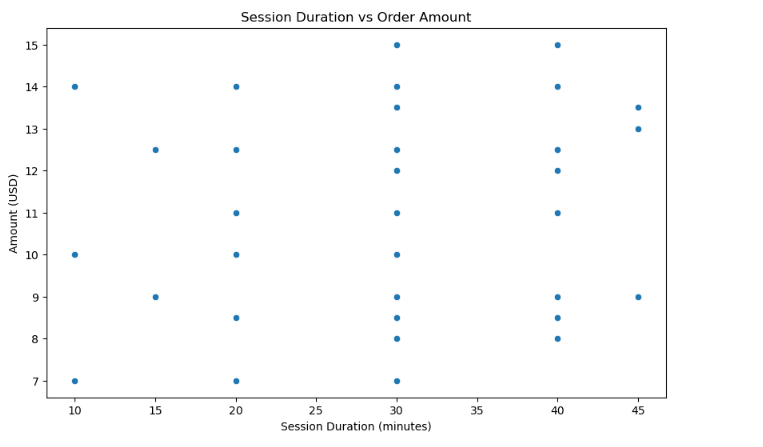 Session Duration vs Order Amount
15
14
13
12
11
10
9
8
7
Amount (USD)
10 15 20 25 30 35 40 45
Session Duration (minutes)